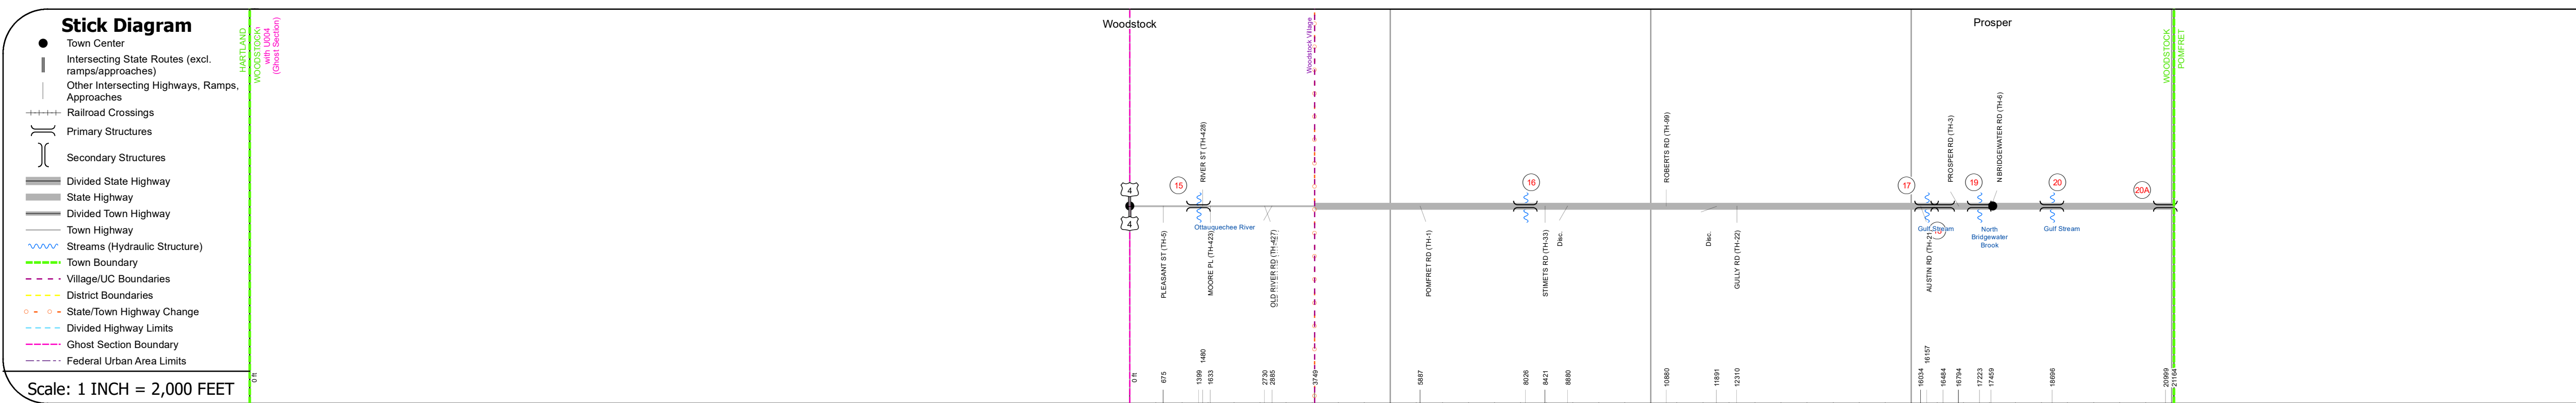 Stick Diagram
Town Center
Intersecting State Routes (excl.
ramps/approaches)
Other Intersecting Highways, Ramps,
Approaches
Railroad Crossings
Primary Structures
Secondary Structures
Divided State Highway
State Highway
Divided Town Highway
Town Highway
Streams (Hydraulic Structure)
Town Boundary
Village/UC Boundaries
District Boundaries
State/Town Highway Change
Divided Highway Limits
Ghost Section Boundary
Federal Urban Area Limits
Scale: 1 INCH = 2,000 FEET
HARTLAND
WOODSTOCK
with U004
(Ghost Section)
Woodstock
Woodstock Village
Prosper
WOODSTOCK
POMFRET
4
4
15
16
17
19
20
20A
RIVER ST (TH-428)
ROBERTS RD (TH-99)
PROSPER RD (TH-3)
N BRIDGEWATER RD (TH-6)
Ottauquechee River
Gulf Stream
North
Bridgewater
Brook
Gulf Stream
PLEASANT ST (TH-5)
MOORE PL (TH-423)
OLD RIVER RD (TH-427)
POMFRET RD (TH-1)
STIMETS RD (TH-33)
Disc.
Disc.
GULLY RD (TH-22)
AUSTIN RD (TH-21
0 ft
0 ft
675
1399
1480
1633
2730
2885
3749
5887
8026
8421
8880
10880
11891
12310
16034
16157
16484
16794
17223
17459
18696
20999
21164